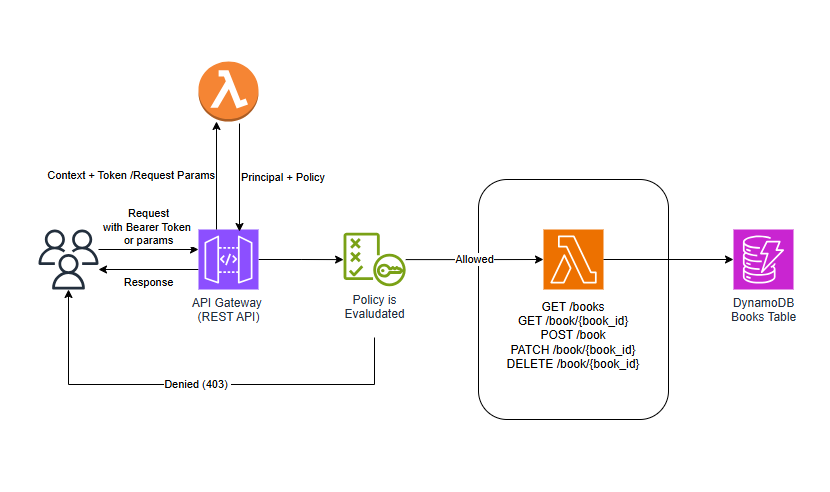 Context + Token /Request Params
Principal + Policy
Request
with Bearer Token
or params
Response
API Gateway
(REST API)
Policy is
Evaludated
Allowed
GET /books
GET /book/{book_id}
POST /book
PATCH /book/{book_id}
DELETE /book/{book_id}
DynamoDB
Books Table
Denied (403)